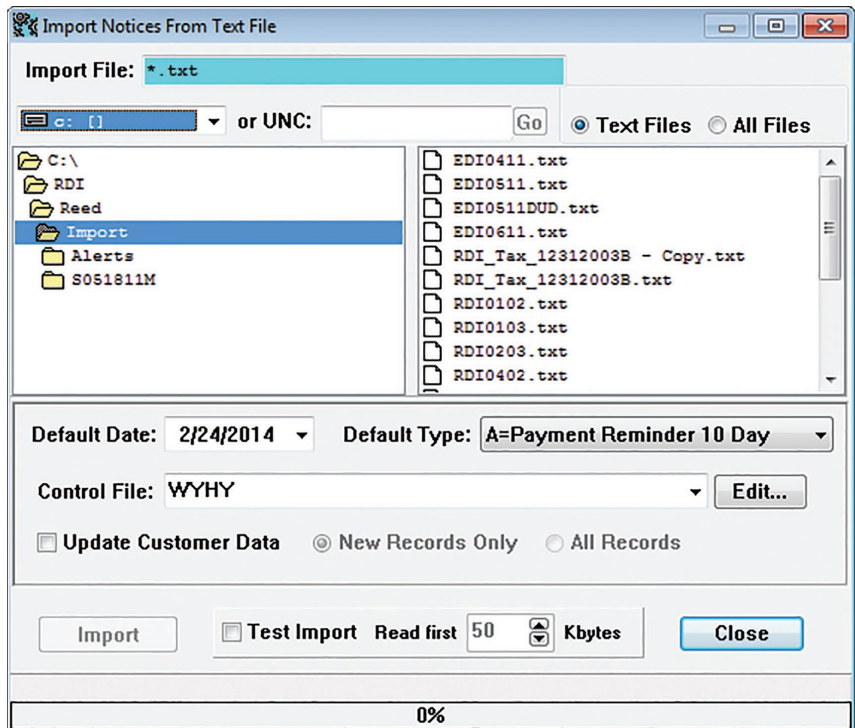 Import Notices From Text File
Import File: *.txt
c: [] or UNC: Go Text Files All Files
C:\
RDI
Reed
Import
Alerts
S051811M
EDI0411.txt
EDI0511.txt
EDI0511DUD.txt
EDI0611.txt
RDI_Tax_12312003B - Copy.txt
RDI_Tax_12312003B.txt
RDI0102.txt
RDI0103.txt
RDI0203.txt
RDI0402.txt
Default Date: 2/24/2014 Default Type: A=Payment Reminder 10 Day
Control File: WYHY Edit...
Update Customer Data New Records Only All Records
Import Test Import Read first 50 Kbytes Close
0%